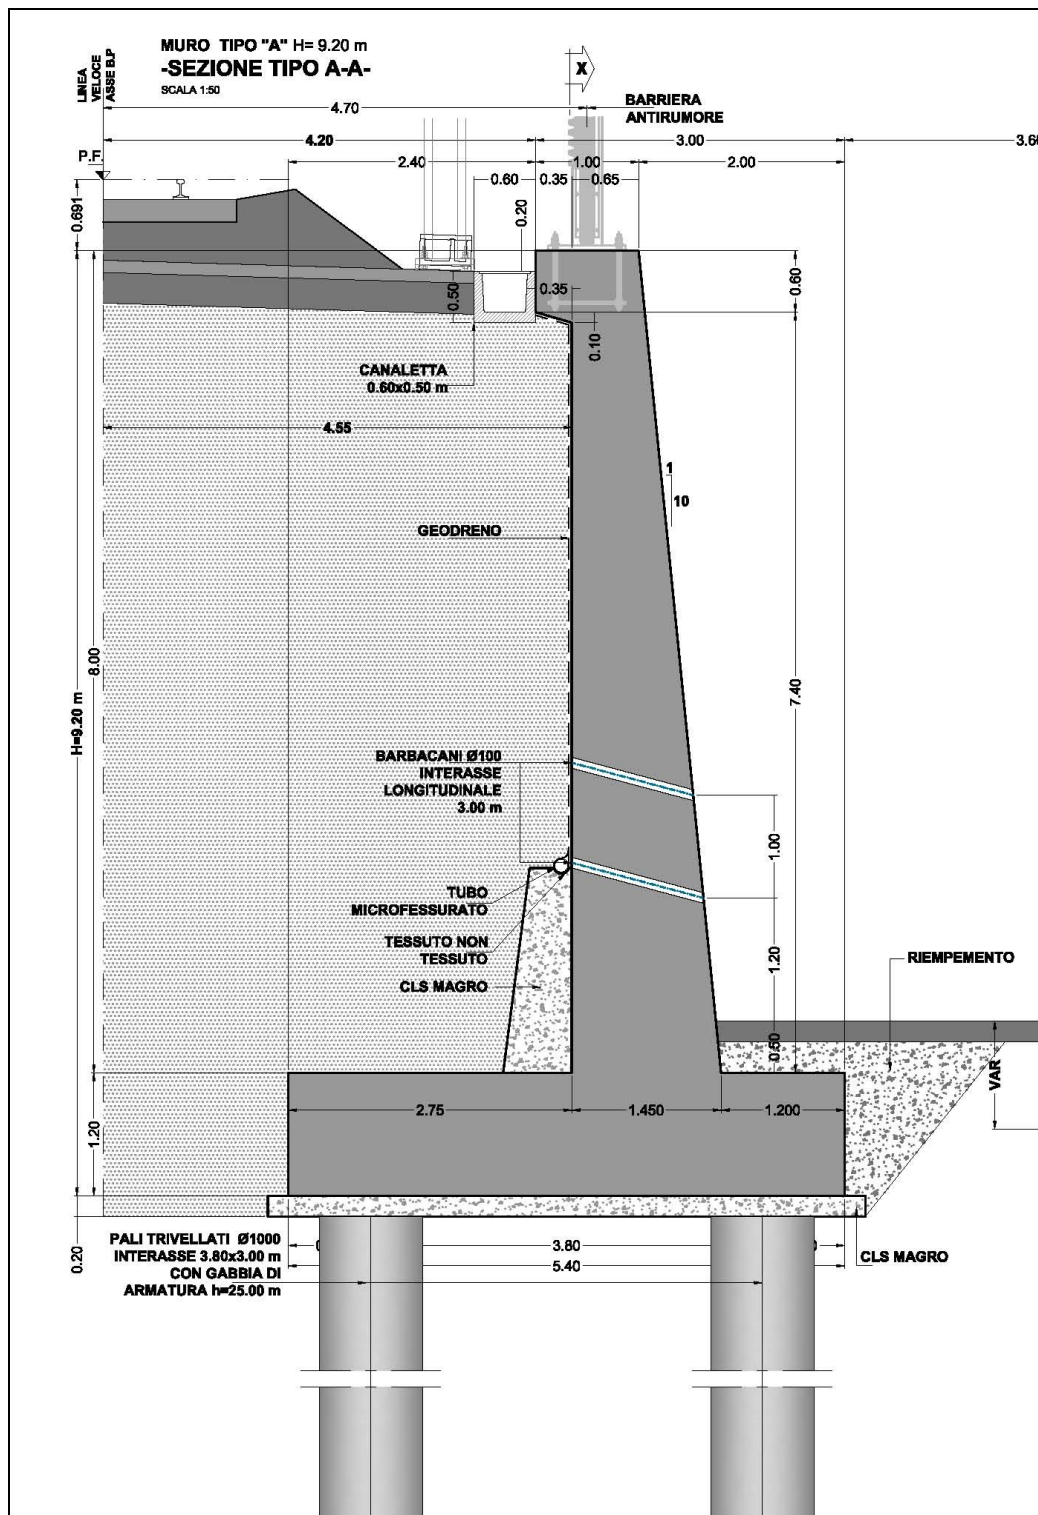 MURO TIPO "A" H= 9.20 m
-SEZIONE TIPO A-A-
SCALA 1:50
LINEA
VELOCE
ASSE B.P
X
4.70
BARRIERA
ANTIRUMORE
4.20
3.00
P.F.
2.40
1.00
2.00
0.60
0.35
0.65
0.691
0.20
0.50
0.35
0.60
0.10
CANALETTA
0.60x0.50 m
4.55
1
10
GEODRENO
H=9.20 m
8.00
7.40
BARBACANI Ø100
INTERASSE
LONGITUDINALE
3.00 m
1.00
TUBO
MICROFESSURATO
TESSUTO NON
TESSUTO
CLS MAGRO
1.20
RIEMPEMENTO
0.50
VAR
2.75
1.450
1.200
1.20
0.20
PALI TRIVELLATI Ø1000
INTERASSE 3.80x3.00 m
CON GABBIA DI
ARMATURA h=25.00 m
3.80
5.40
CLS MAGRO